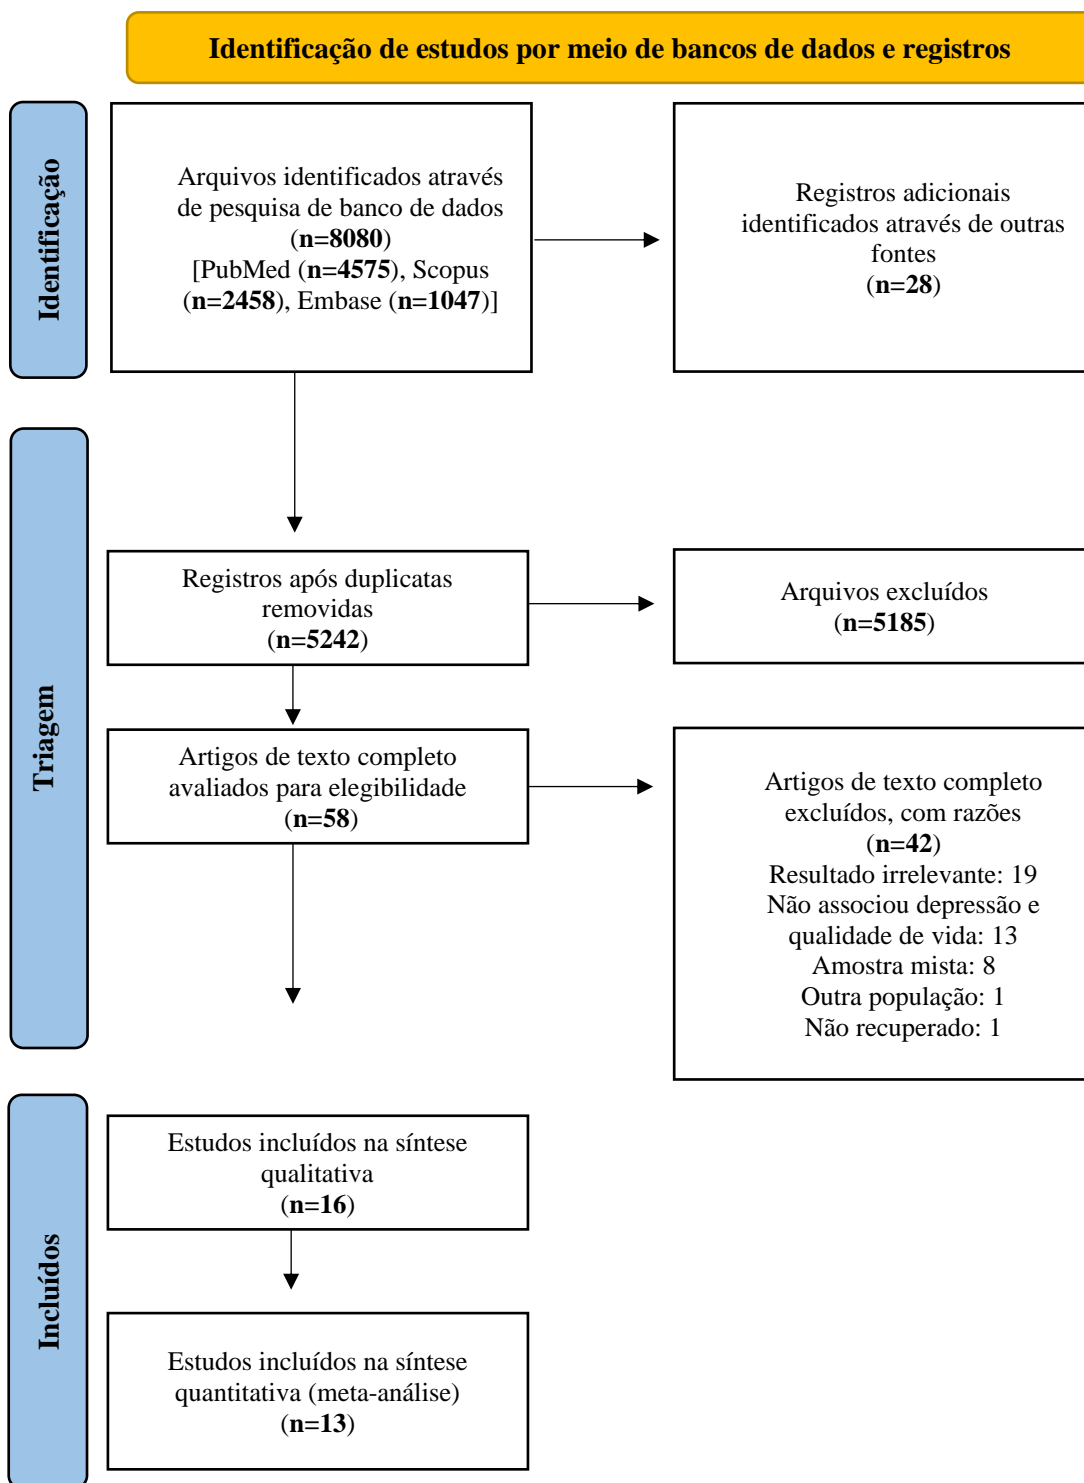 Identificação de estudos por meio de bancos de dados e registros
Identificação
Arquivos identificados através
de pesquisa de banco de dados
(n=8080)
[PubMed (n=4575), Scopus
(n=2458), Embase (n=1047)]
Registros adicionais
identificados através de outras
fontes
(n=28)
Triagem
Registros após duplicatas
removidas
(n=5242)
Arquivos excluídos
(n=5185)
Artigos de texto completo
avaliados para elegibilidade
(n=58)
Artigos de texto completo
excluídos, com razões
(n=42)
Resultado irrelevante: 19
Não associou depressão e
qualidade de vida: 13
Amostra mista: 8
Outra população: 1
Não recuperado: 1
Incluídos
Estudos incluídos na síntese
qualitativa
(n=16)
Estudos incluídos na síntese
quantitativa (meta-análise)
(n=13)